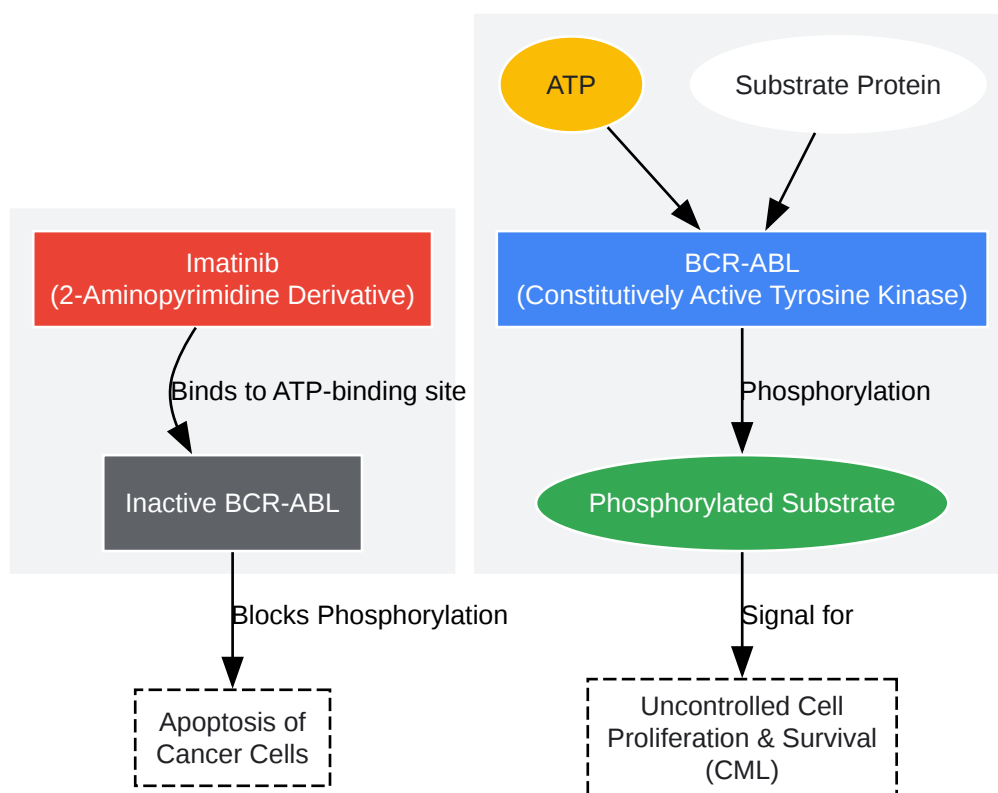 ATP
Substrate Protein
Imatinib
(2-Aminopyrimidine Derivative)
BCR-ABL
(Constitutively Active Tyrosine Kinase)
Binds to ATP-binding site
Phosphorylation
Inactive BCR-ABL
Phosphorylated Substrate
Blocks Phosphorylation
Signal for
Apoptosis of
Cancer Cells
Uncontrolled Cell
Proliferation & Survival
(CML)